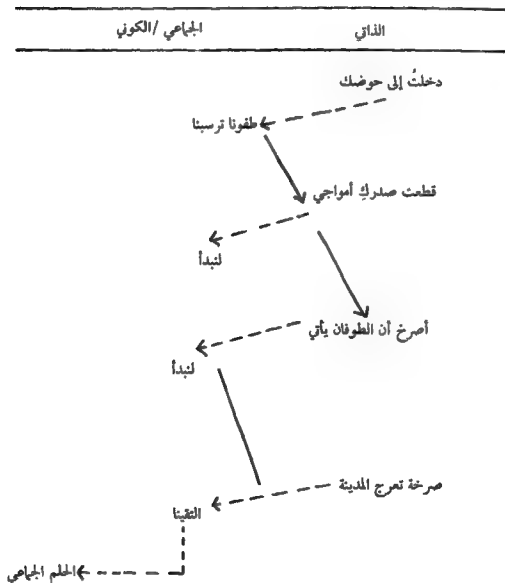 الذاتي الجماعي / الكوني
دخلتُ إلى حوضك
طفونا ترسبنا
قطعت صدركِ أمواجي
لنبدأ
أصرخ أن الطوفان يأتي
لنبدأ
صرخة تعرج المدينة
التقينا
الحلم الجماعي